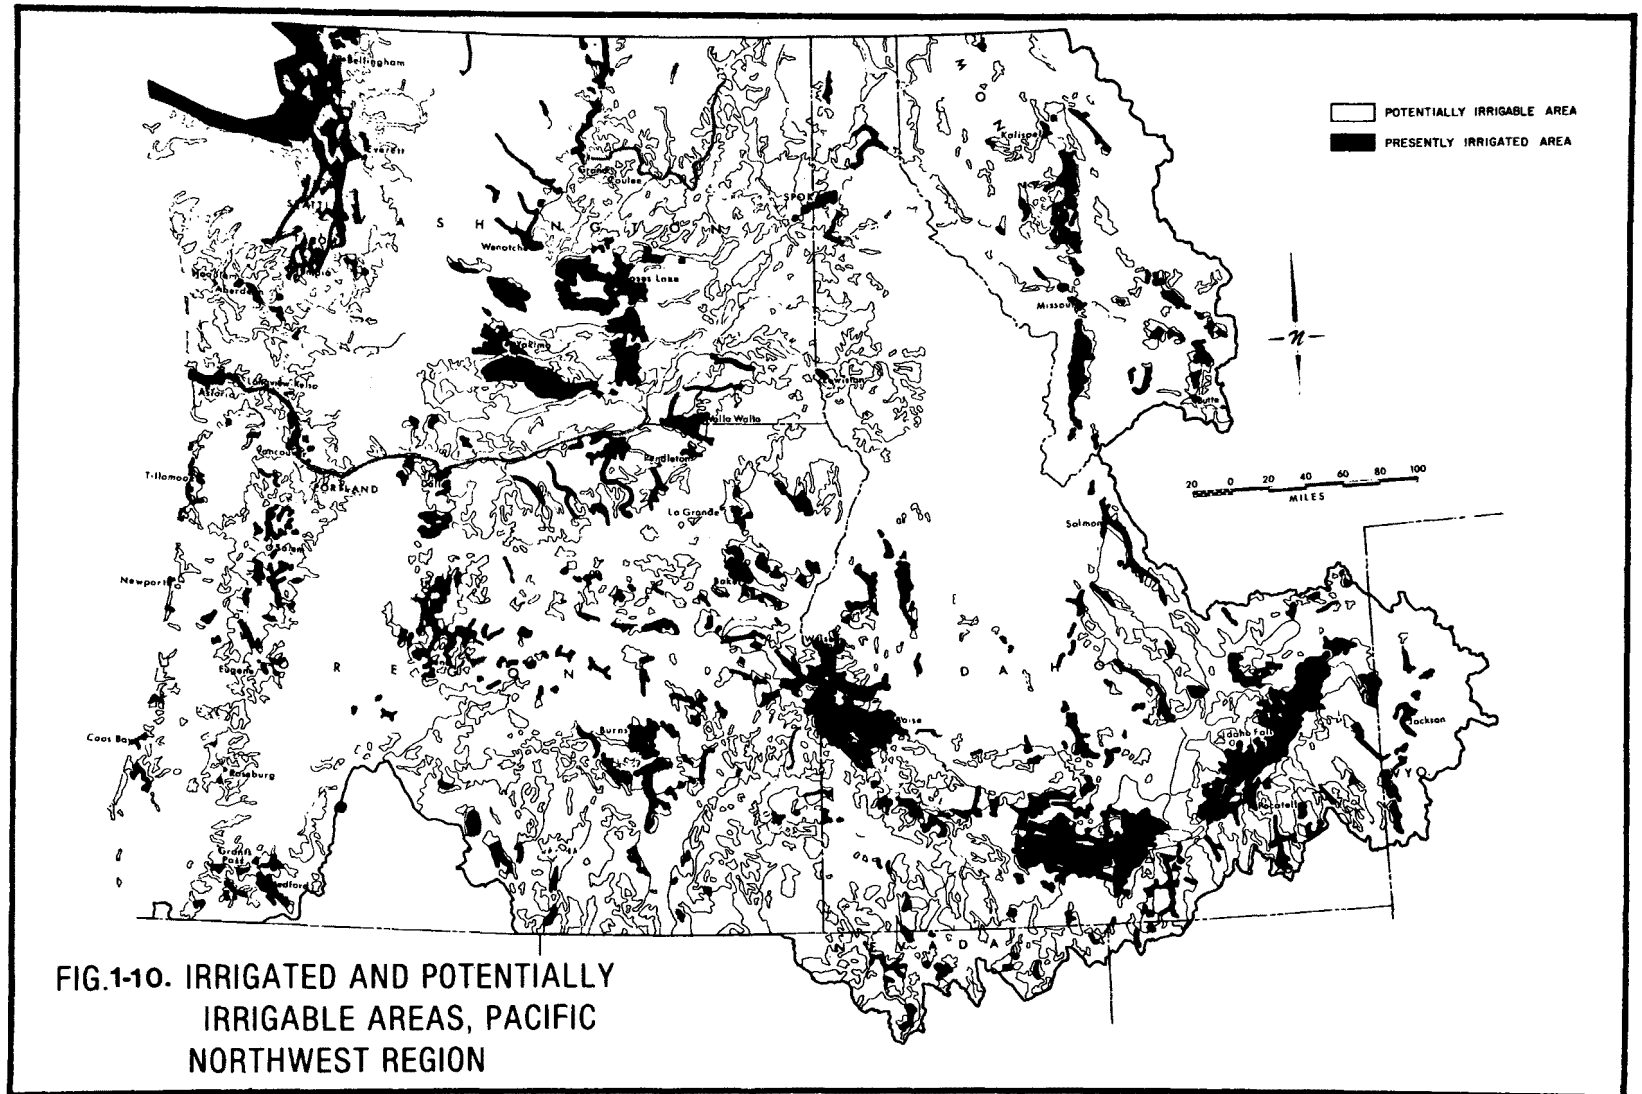 Bellingham
Everett
Grand
Coulee
Kalispell
POTENTIALLY IRRIGABLE AREA
PRESENTLY IRRIGATED AREA
A S H I N G T O N
Wenatchee
Aberdeen
Missoula
N
Yakima
Longview-Kelso
Astoria
Lewiston
Butte
Walla Walla
Vancouver
Pendleton
Tillamook
PORTLAND
20 0 20 40 60 80 100
MILES
La Grande
Salmon
Salem
Newport
Baker
Weiser
Eugene
R E G O N
D A H O
Coos Bay
Burns
Boise
Idaho Falls
Jackson
Roseburg
WYO
Pocatello
Grants
Pass
Medford
FIG.1-10. IRRIGATED AND POTENTIALLY
IRRIGABLE AREAS, PACIFIC
NORTHWEST REGION